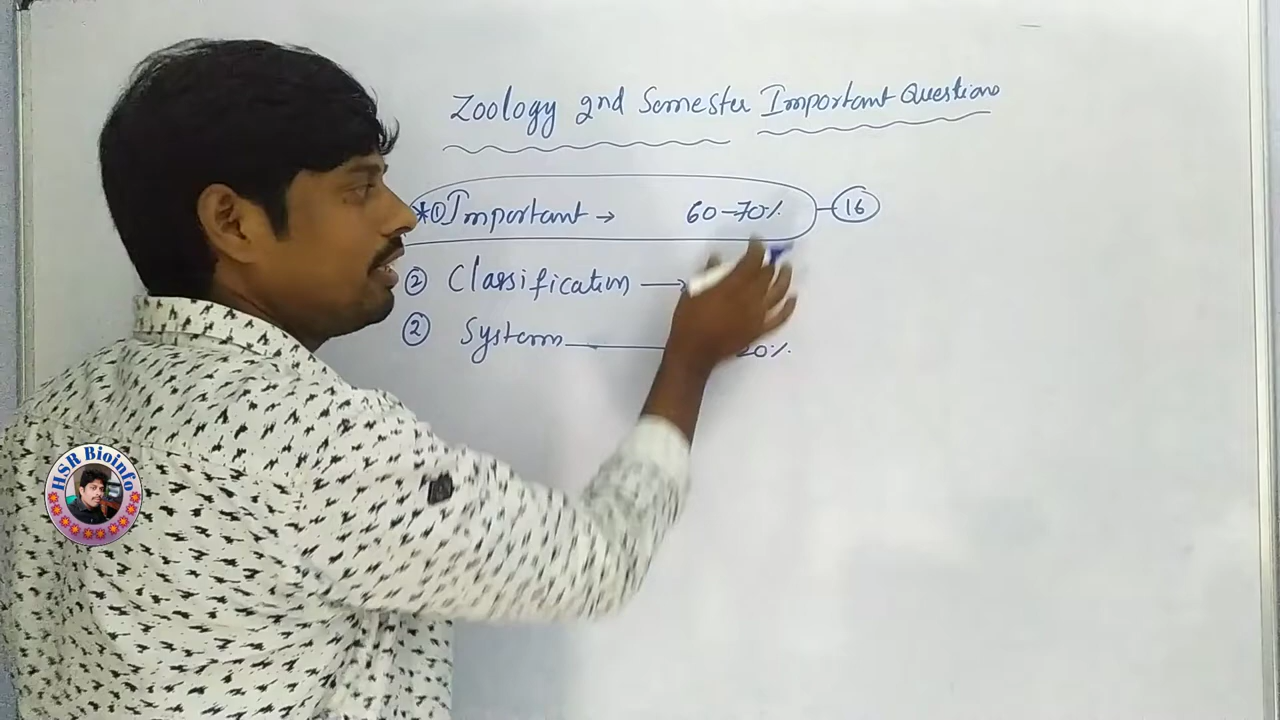 Zoology 2nd Semester Important Questions
*① Important → 60-70% - 16
② Classification →
② System 20%
HSR Bioinfo